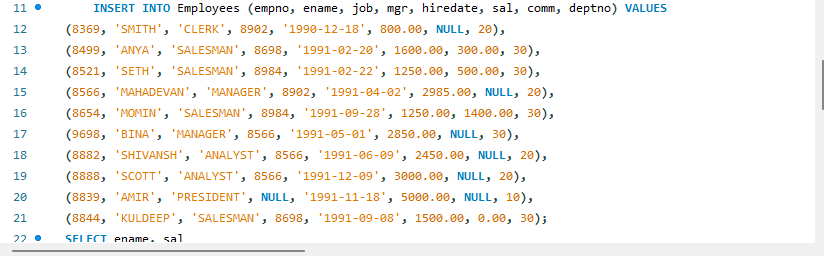 11 INSERT INTO Employees (empno, ename, job, mgr, hiredate, sal, comm, deptno) VALUES
12 (8369, 'SMITH', 'CLERK', 8902, '1990-12-18', 800.00, NULL, 20),
13 (8499, 'ANYA', 'SALESMAN', 8698, '1991-02-20', 1600.00, 300.00, 30),
14 (8521, 'SETH', 'SALESMAN', 8984, '1991-02-22', 1250.00, 500.00, 30),
15 (8566, 'MAHADEVAN', 'MANAGER', 8902, '1991-04-02', 2985.00, NULL, 20),
16 (8654, 'MOMIN', 'SALESMAN', 8984, '1991-09-28', 1250.00, 1400.00, 30),
17 (9698, 'BINA', 'MANAGER', 8566, '1991-05-01', 2850.00, NULL, 30),
18 (8882, 'SHIVANSH', 'ANALYST', 8566, '1991-06-09', 2450.00, NULL, 20),
19 (8888, 'SCOTT', 'ANALYST', 8566, '1991-12-09', 3000.00, NULL, 20),
20 (8839, 'AMIR', 'PRESIDENT', NULL, '1991-11-18', 5000.00, NULL, 10),
21 (8844, 'KULDEEP', 'SALESMAN', 8698, '1991-09-08', 1500.00, 0.00, 30);
22 SELECT ename, sal